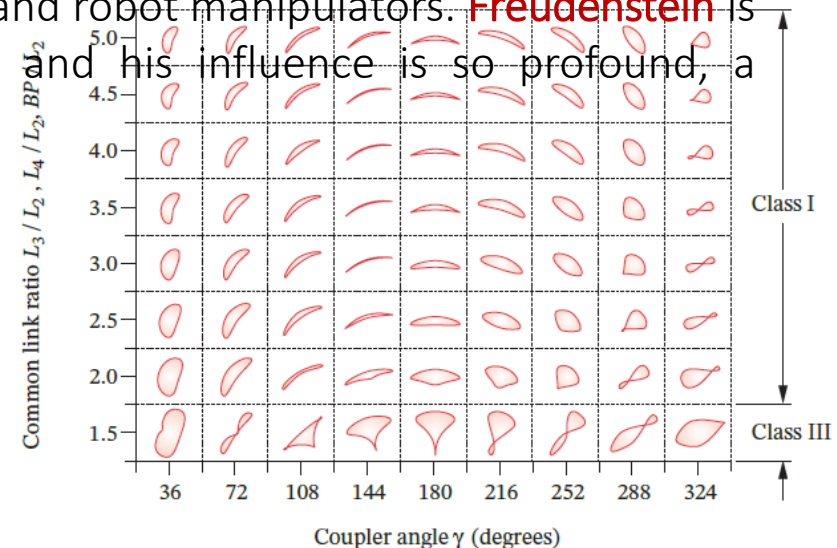 and robot manipulators. Freudenstein is
and his influence is so profound, a
Common link ratio L₃ / L₂ , L₄ / L₂, BP / L₂
5.0
4.5
4.0
3.5
3.0
2.5
2.0
1.5
Class I
Class III
36 72 108 144 180 216 252 288 324
Coupler angle γ (degrees)